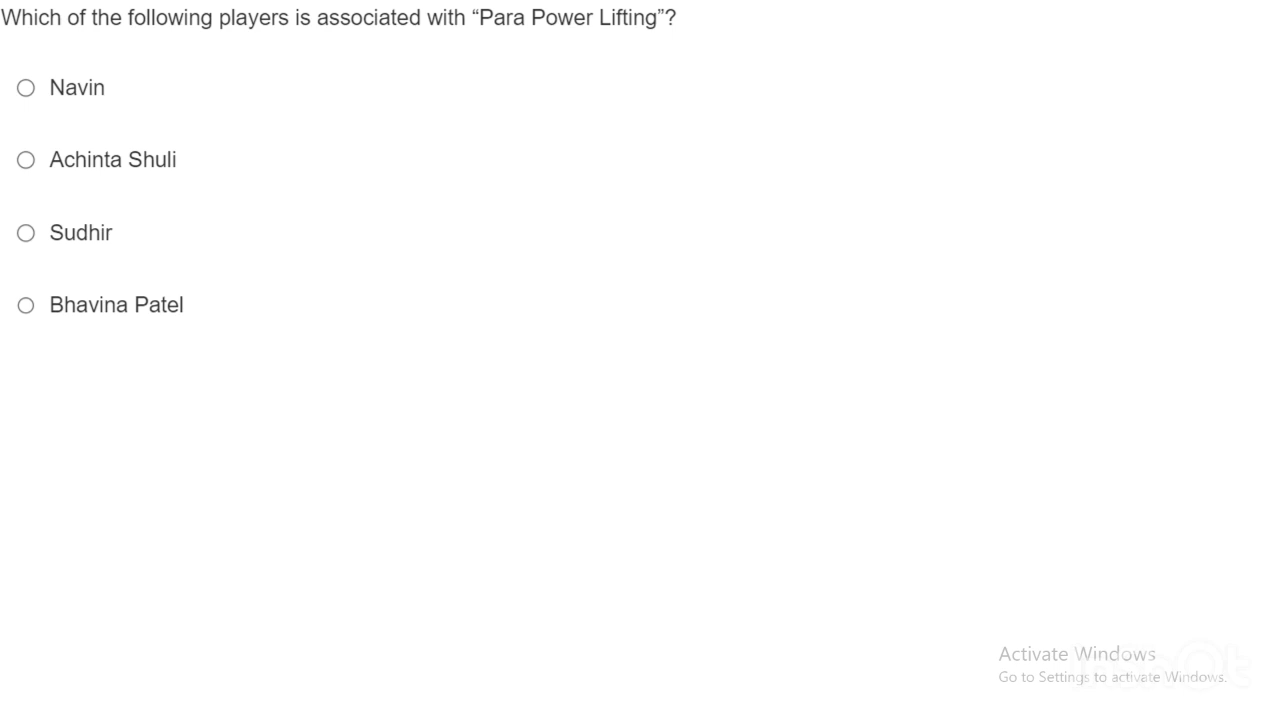 Which of the following players is associated with “Para Power Lifting”?
Navin
Achinta Shuli
Sudhir
Bhavina Patel
Activate Windows
Go to Settings to activate Windows.